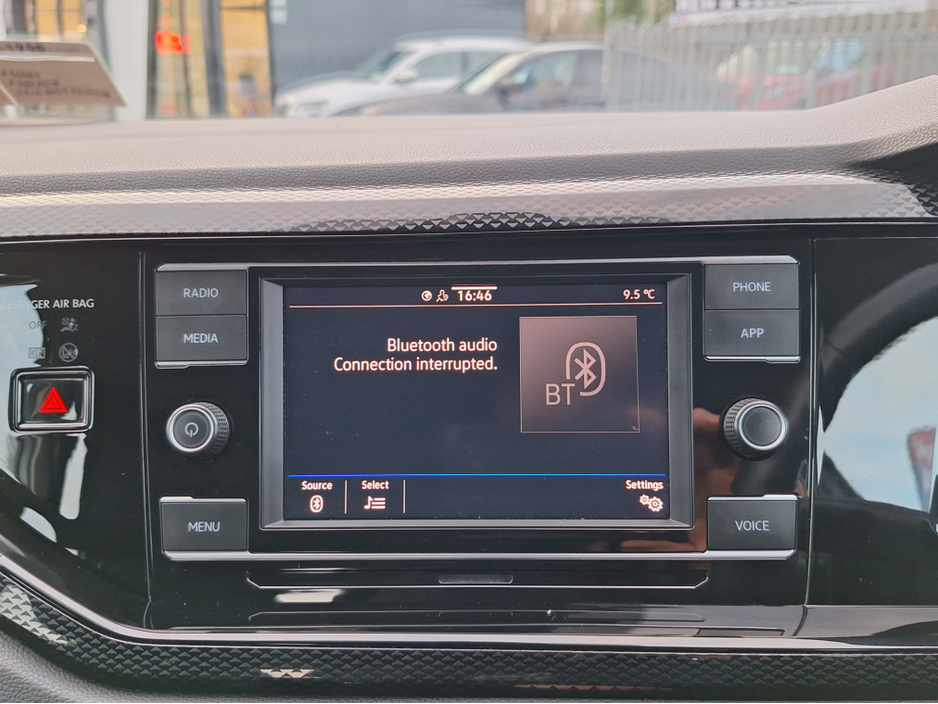 PASSENGER AIR BAG
OFF
ON
RADIO
MEDIA
MENU
16:46
9.5 °C
Bluetooth audio
Connection interrupted.
BT
Source
Select
Settings
PHONE
APP
VOICE